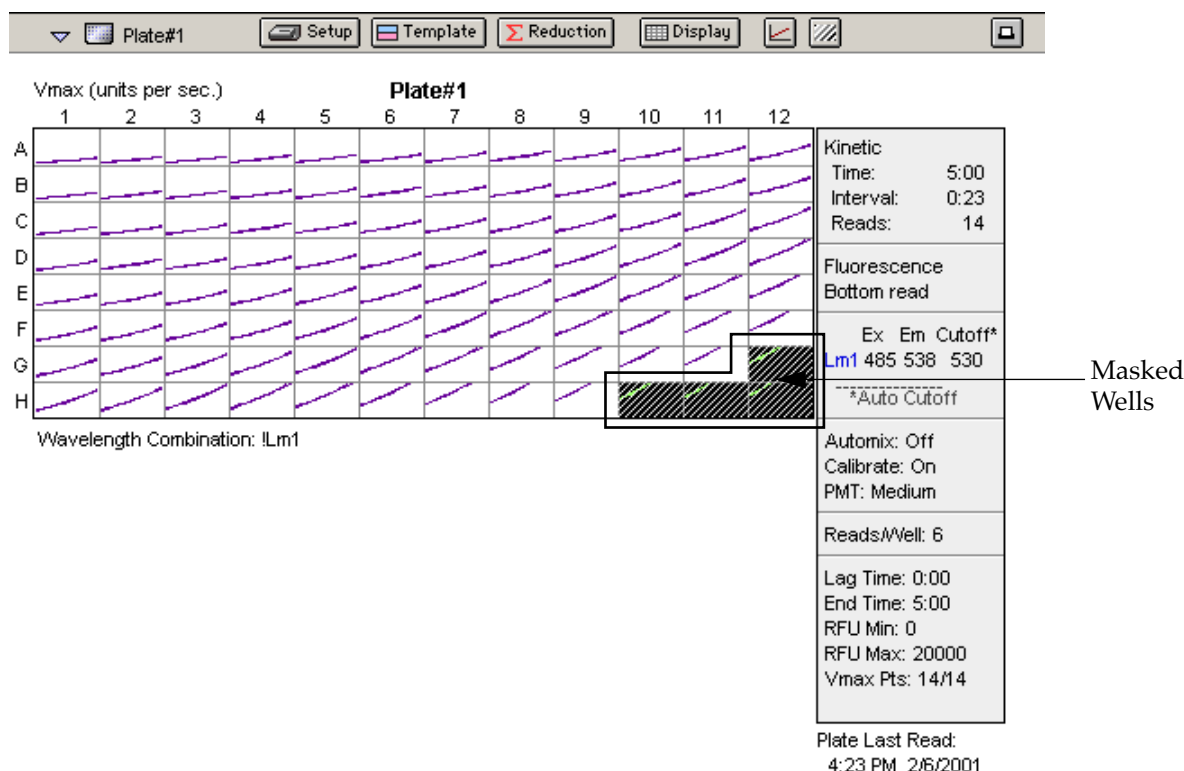 Plate#1 Setup Template Reduction Display
Vmax (units per sec.) Plate#1
1 2 3 4 5 6 7 8 9 10 11 12
A
B
C
D
E
F
G
H
Wavelength Combination: !Lm1
Kinetic
Time: 5:00
Interval: 0:23
Reads: 14
Fluorescence
Bottom read
Ex Em Cutoff*
Lm1 485 538 530
*Auto Cutoff
Automix: Off
Calibrate: On
PMT: Medium
Reads/Well: 6
Lag Time: 0:00
End Time: 5:00
RFU Min: 0
RFU Max: 20000
Vmax Pts: 14/14
Plate Last Read:
4:23 PM 2/6/2001
Masked
Wells